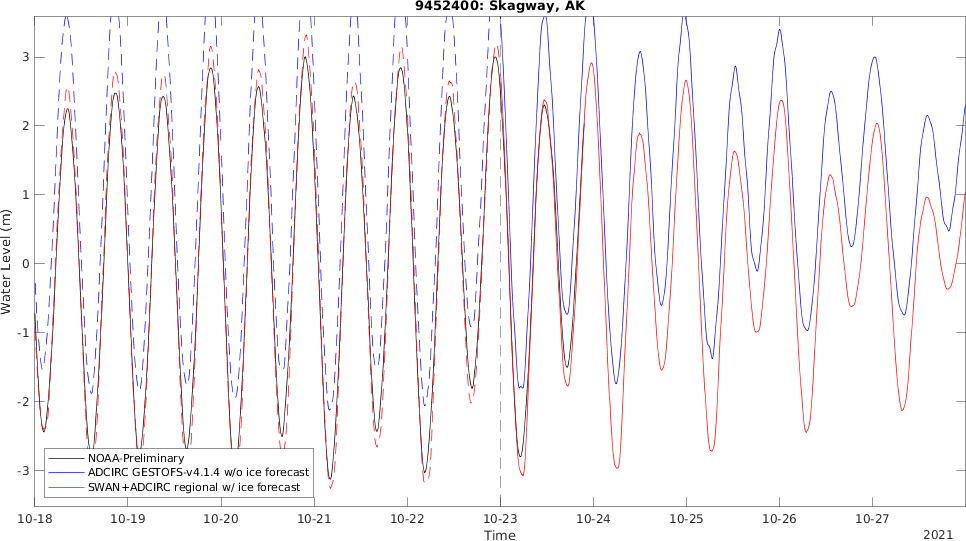 9452400: Skagway, AK
Water Level (m)
3
2
1
0
-1
-2
-3
NOAA-Preliminary
ADCIRC GESTOFS-v4.1.4 w/o ice forecast
SWAN+ADCIRC regional w/ ice forecast
10-18 10-19 10-20 10-21 10-22 10-23 10-24 10-25 10-26 10-27
Time
2021